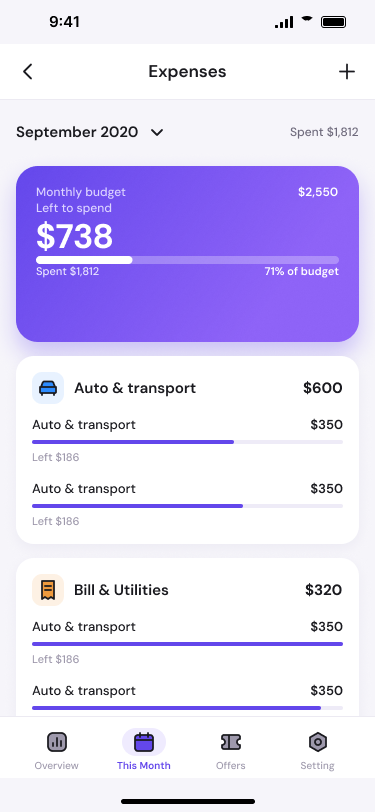 9:41
Expenses
September 2020
Spent $1,812
Monthly budget
$2,550
Left to spend
$738
Spent $1,812
71% of budget
Auto & transport
$600
Auto & transport
$350
Left $186
Auto & transport
$350
Left $186
Bill & Utilities
$320
Auto & transport
$350
Left $186
Auto & transport
$350
Overview
This Month
Offers
Setting